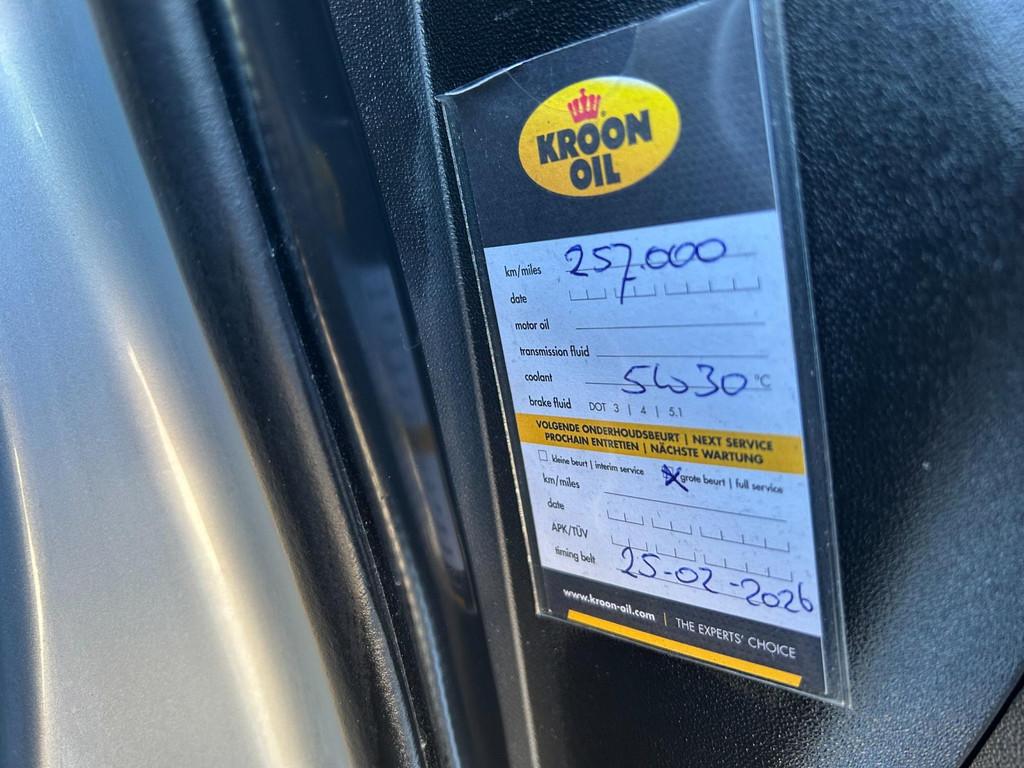 KROON
OIL
km/miles 257.000
date
motor oil
transmission fluid
coolant 5w30 °C
brake fluid DOT 3 | 4 | 5.1
VOLGENDE ONDERHOUDSBEURT | NEXT SERVICE
PROCHAIN ENTRETIEN | NÄCHSTE WARTUNG
kleine beurt | interim service X grote beurt | full service
km/miles
date
APK/TÜV
timing belt 25-02-2026
www.kroon-oil.com | THE EXPERTS' CHOICE